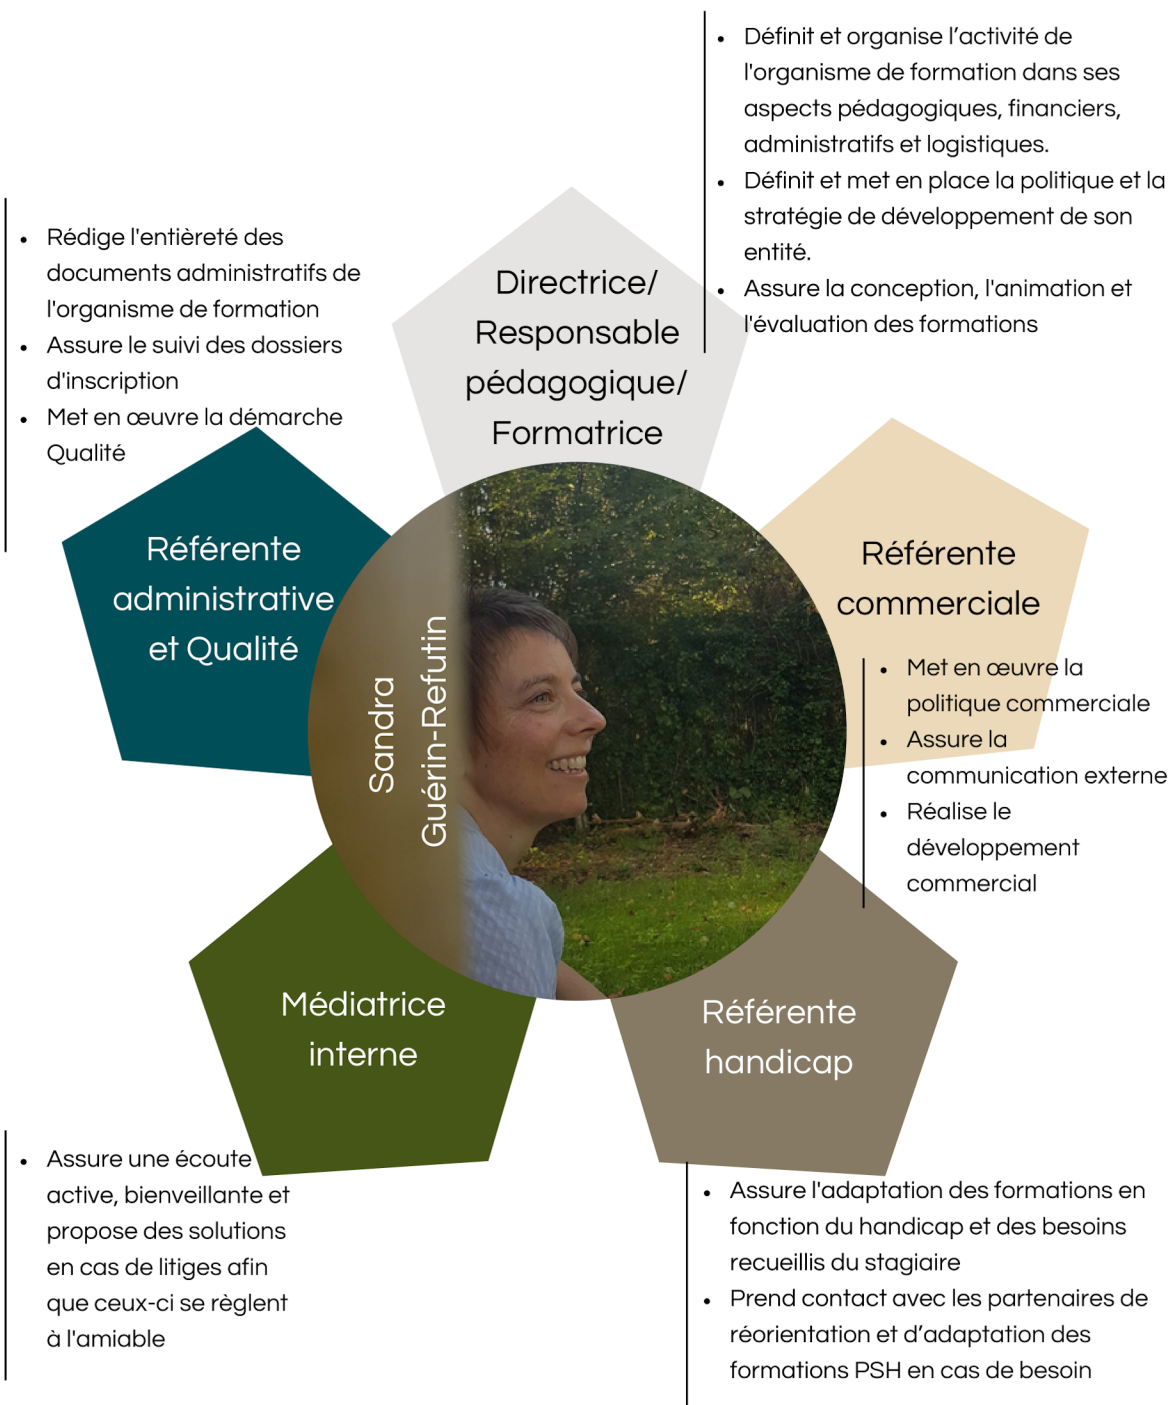 Définit et organise l’activité de
l'organisme de formation dans ses
aspects pédagogiques, financiers,
administratifs et logistiques.
Définit et met en place la politique et la
stratégie de développement de son
entité.
Assure la conception, l'animation et
l'évaluation des formations
Rédige l'entièreté des
documents administratifs de
l'organisme de formation
Assure le suivi des dossiers
d'inscription
Met en œuvre la démarche
Qualité
Directrice/
Responsable
pédagogique/
Formatrice
Référente
administrative
et Qualité
Référente
commerciale
Met en œuvre la
politique commerciale
Assure la
communication externe
Réalise le
développement
commercial
Sandra
Guérin-Refutin
Médiatrice
interne
Référente
handicap
Assure une écoute
active, bienveillante et
propose des solutions
en cas de litiges afin
que ceux-ci se règlent
à l'amiable
Assure l'adaptation des formations en
fonction du handicap et des besoins
recueillis du stagiaire
Prend contact avec les partenaires de
réorientation et d’adaptation des
formations PSH en cas de besoin